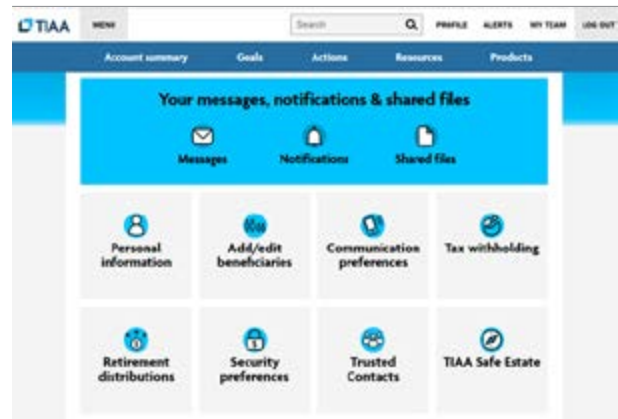 TIAA
MENU
Search
PROFILE ALERTS MY TEAM LOG OUT
Account summary Goals Actions Resources Products
Your messages, notifications & shared files
Messages Notifications Shared files
Personal information
Add/edit beneficiaries
Communication preferences
Tax withholding
Retirement distributions
Security preferences
Trusted Contacts
TIAA Safe Estate